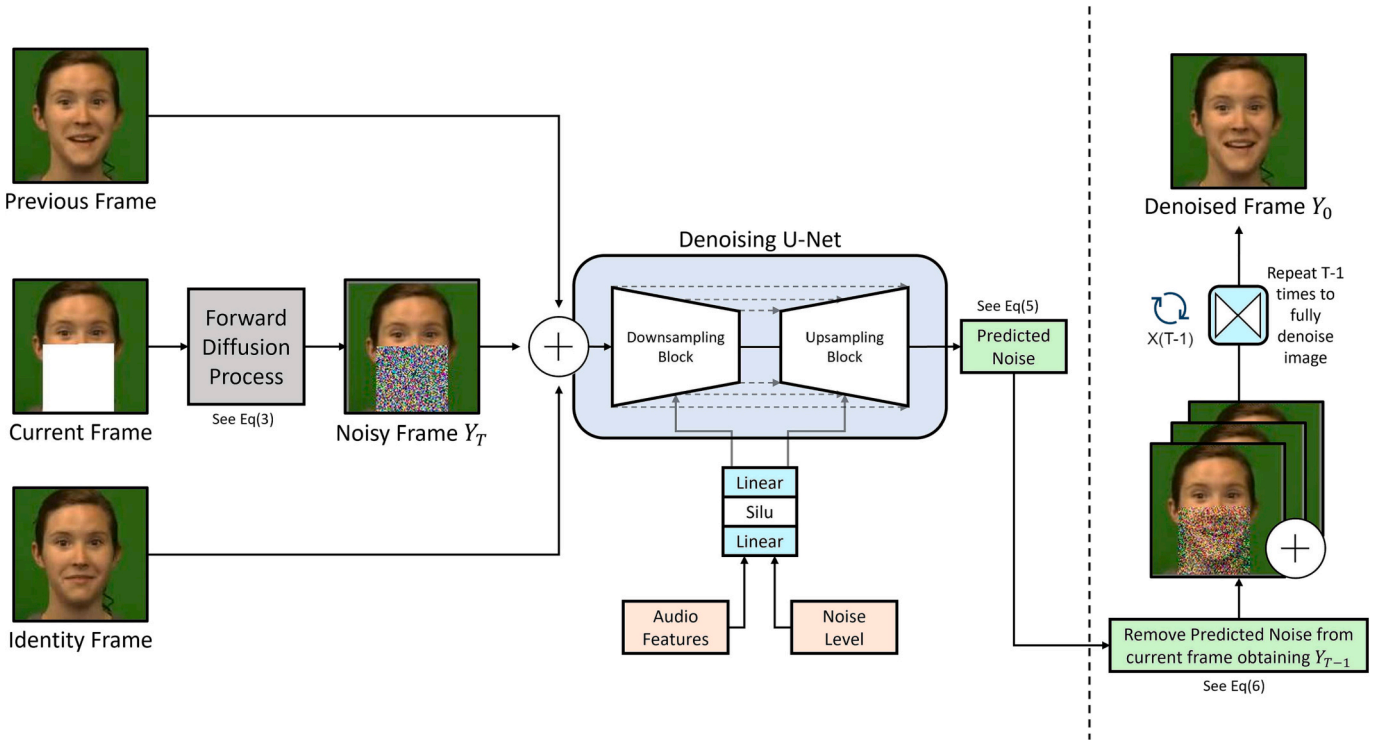 Previous Frame
Current Frame
Forward
Diffusion
Process
See Eq(3)
Noisy Frame Y_T
Identity Frame
Denoising U-Net
Downsampling
Block
Upsampling
Block
Linear
Silu
Linear
Audio
Features
Noise
Level
See Eq(5)
Predicted
Noise
Denoised Frame Y_0
X(T-1)
Repeat T-1
times to
fully
denoise
image
Remove Predicted Noise from
current frame obtaining Y_{T-1}
See Eq(6)